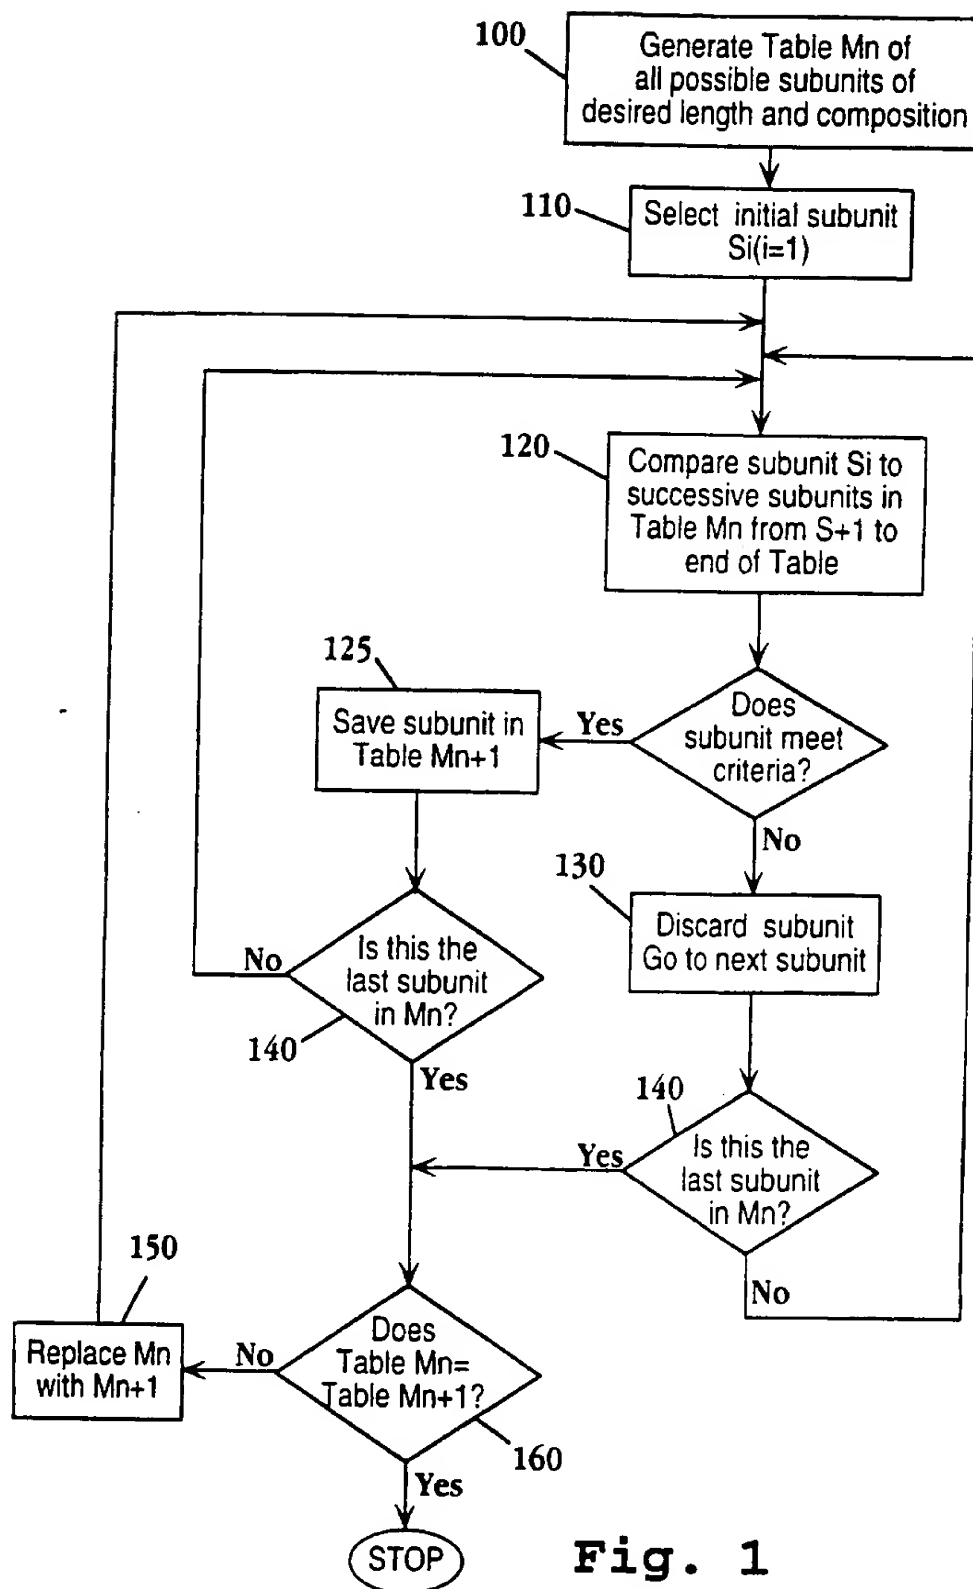 100
Generate Table Mn of
all possible subunits of
desired length and composition
110
Select initial subunit
Si(i=1)
120
Compare subunit Si to
successive subunits in
Table Mn from S+1 to
end of Table
125
Save subunit in
Table Mn+1
Yes
Does
subunit meet
criteria?
No
130
Discard subunit
Go to next subunit
No
Is this the
last subunit
in Mn?
140
Yes
140
Yes
Is this the
last subunit
in Mn?
No
150
Replace Mn
with Mn+1
No
Does
Table Mn=
Table Mn+1?
160
Yes
STOP
Fig. 1